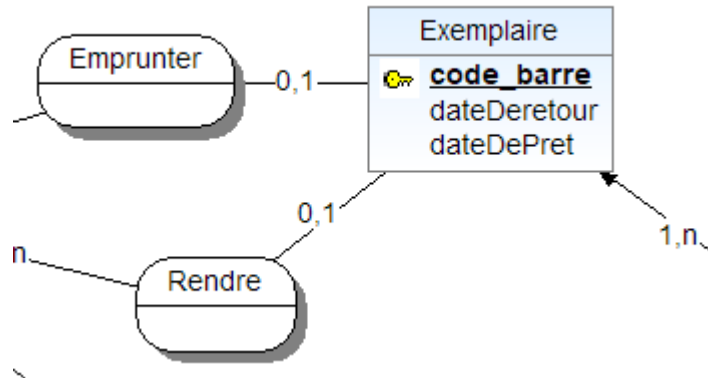 Exemplaire
Emprunter
0,1
code_barre
dateDeretour
dateDePret
0,1
1,n
n
Rendre